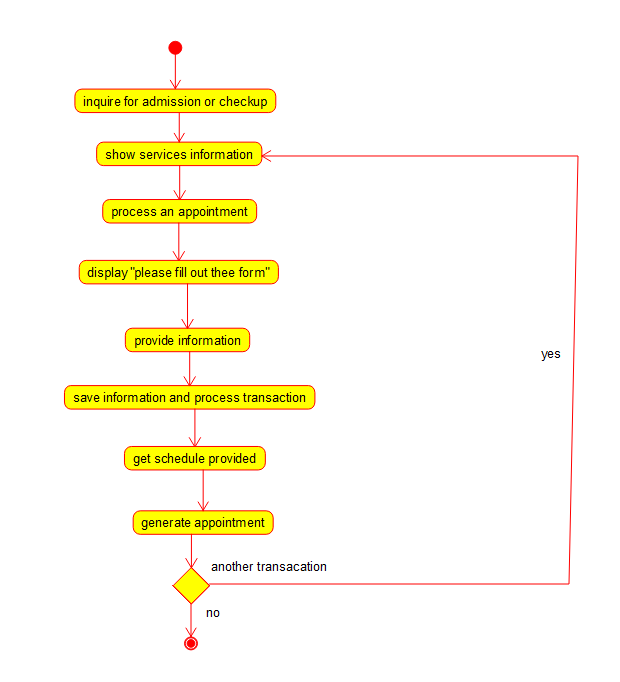 inquire for admission or checkup
show services information
process an appointment
display "please fill out thee form"
provide information
yes
save information and process transaction
get schedule provided
generate appointment
another transacation
no